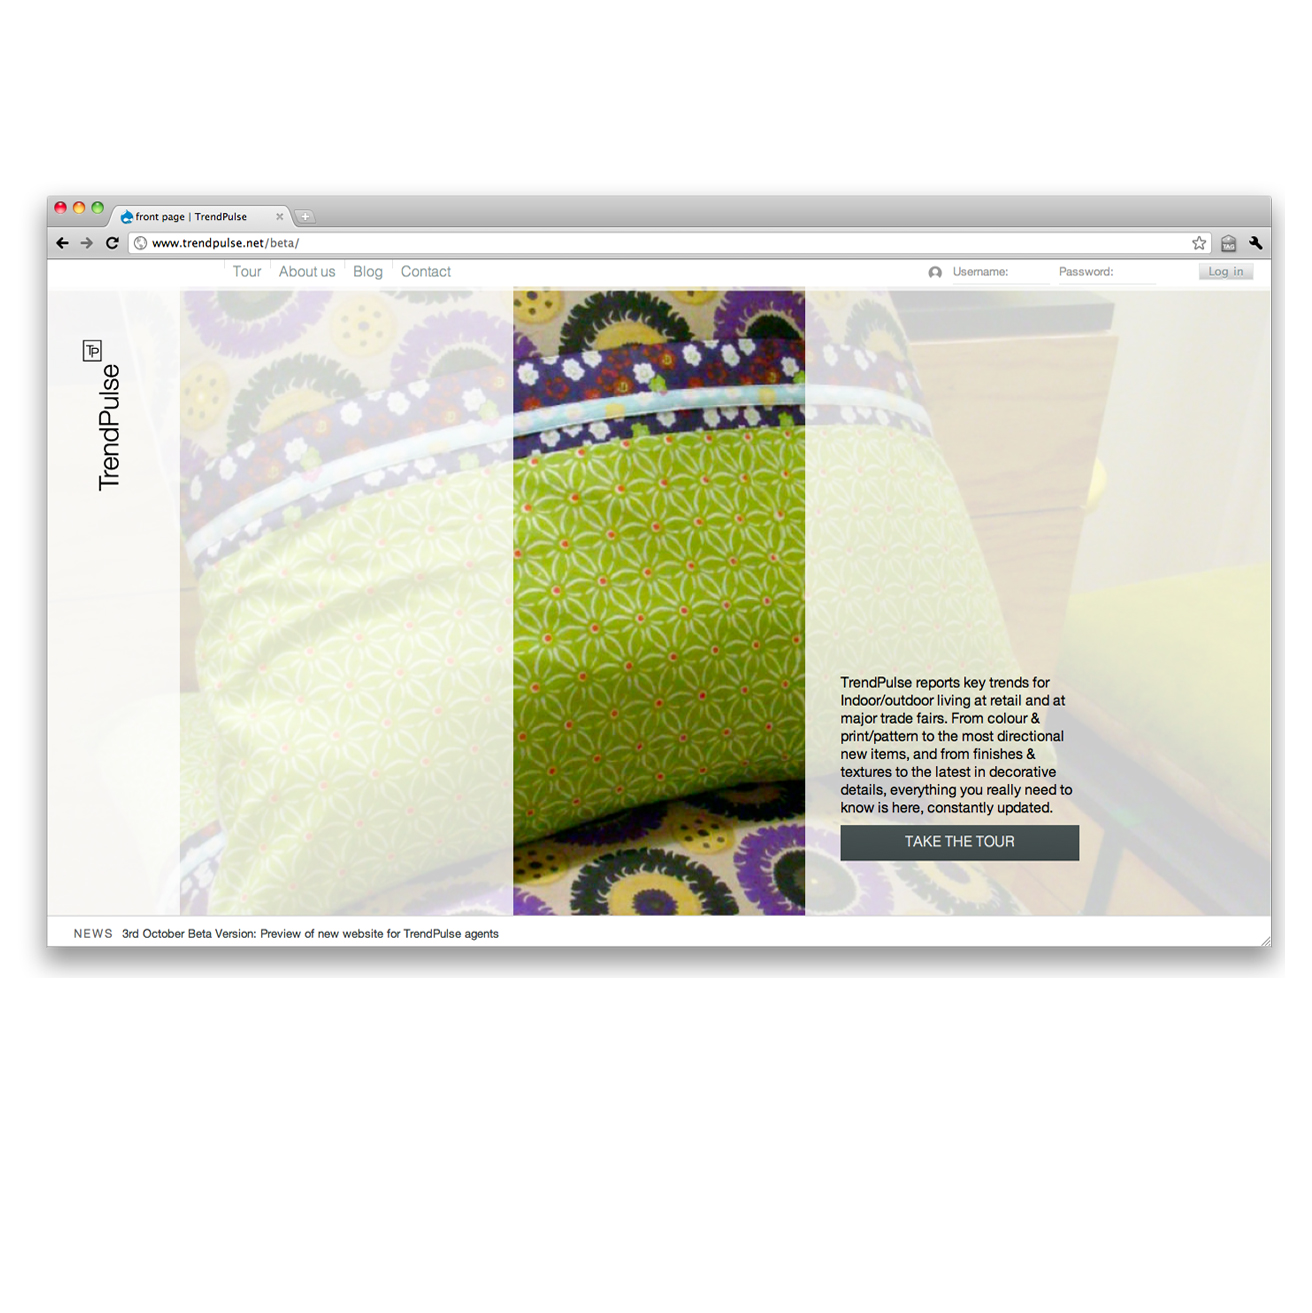 front page | TrendPulse
www.trendpulse.net/beta/
TAG
Tour About us Blog Contact Username: Password: Log in
TP
TrendPulse
TrendPulse reports key trends for
Indoor/outdoor living at retail and at
major trade fairs. From colour &
print/pattern to the most directional
new items, and from finishes &
textures to the latest in decorative
details, everything you really need to
know is here, constantly updated.
TAKE THE TOUR
NEWS 3rd October Beta Version: Preview of new website for TrendPulse agents